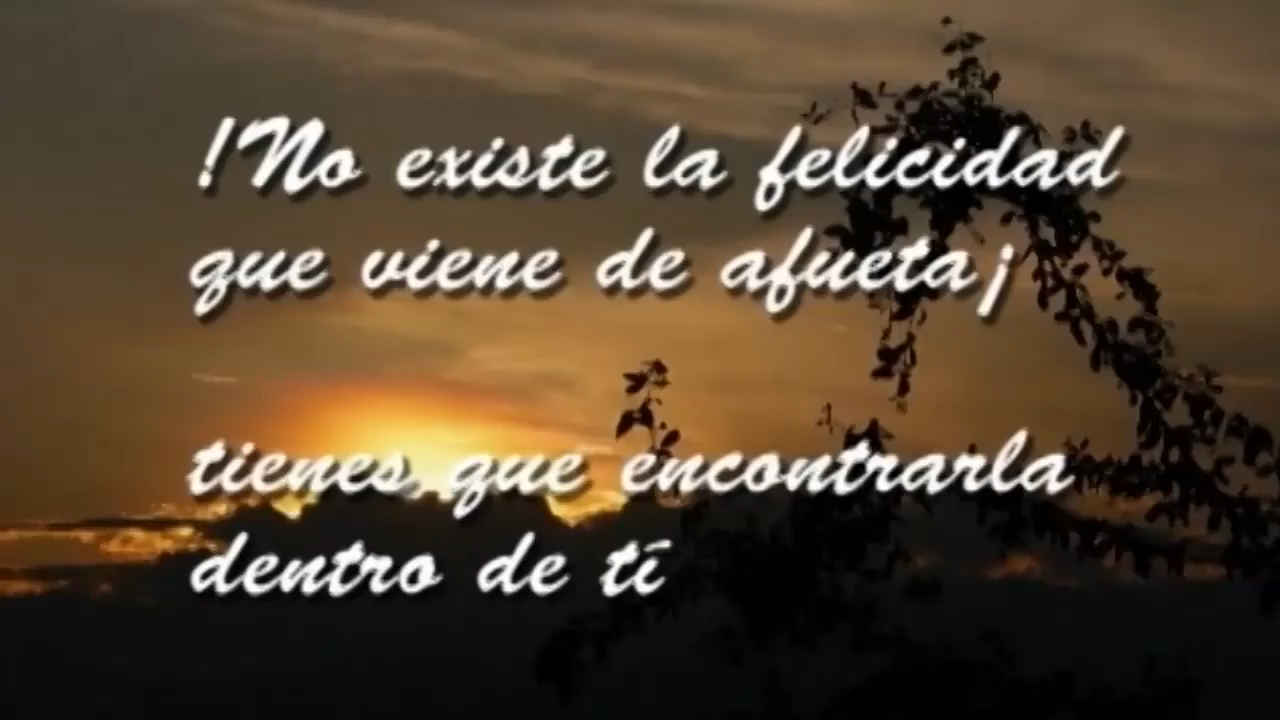 !No existe la felicidad
que viene de afueta¡
tienes que encontrarla
dentro de tí